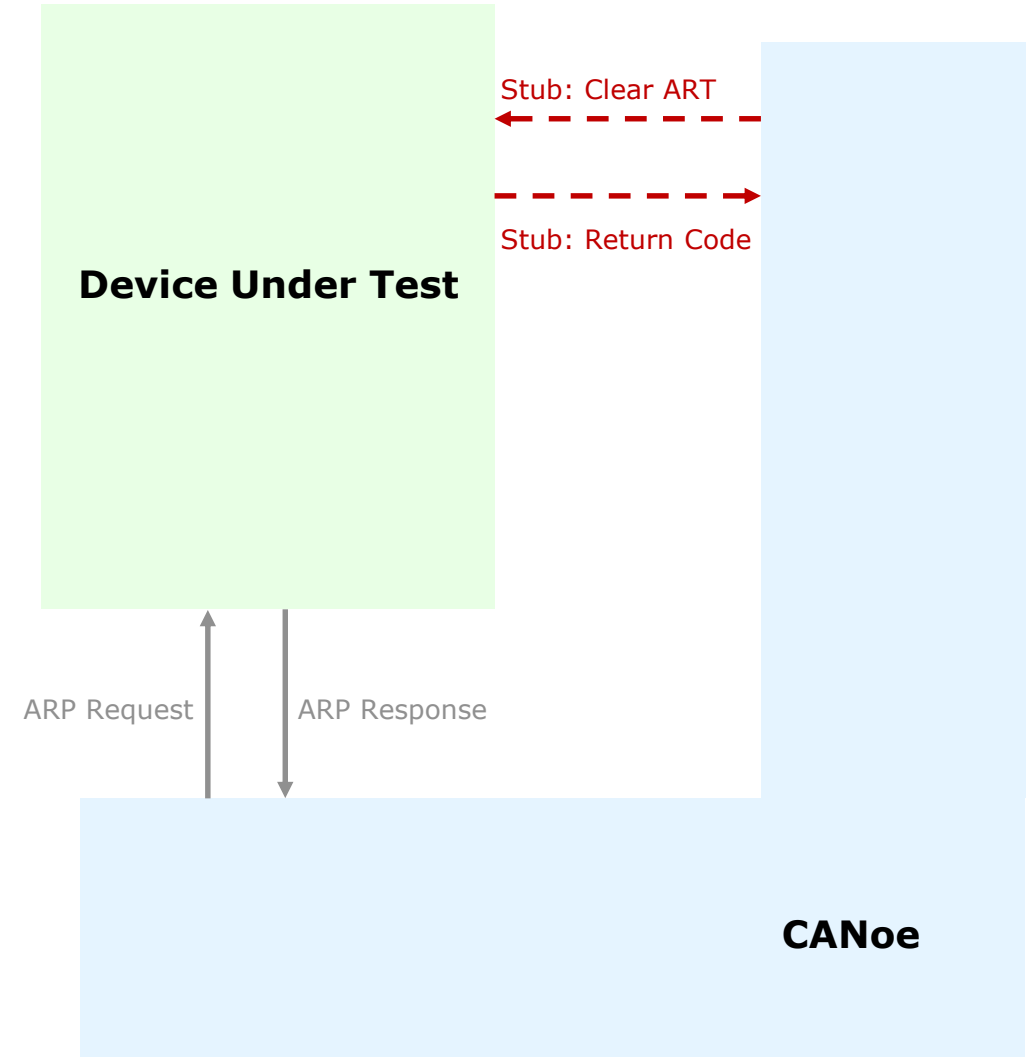 Stub: Clear ART
Stub: Return Code
Device Under Test
ARP Request
ARP Response
CANoe